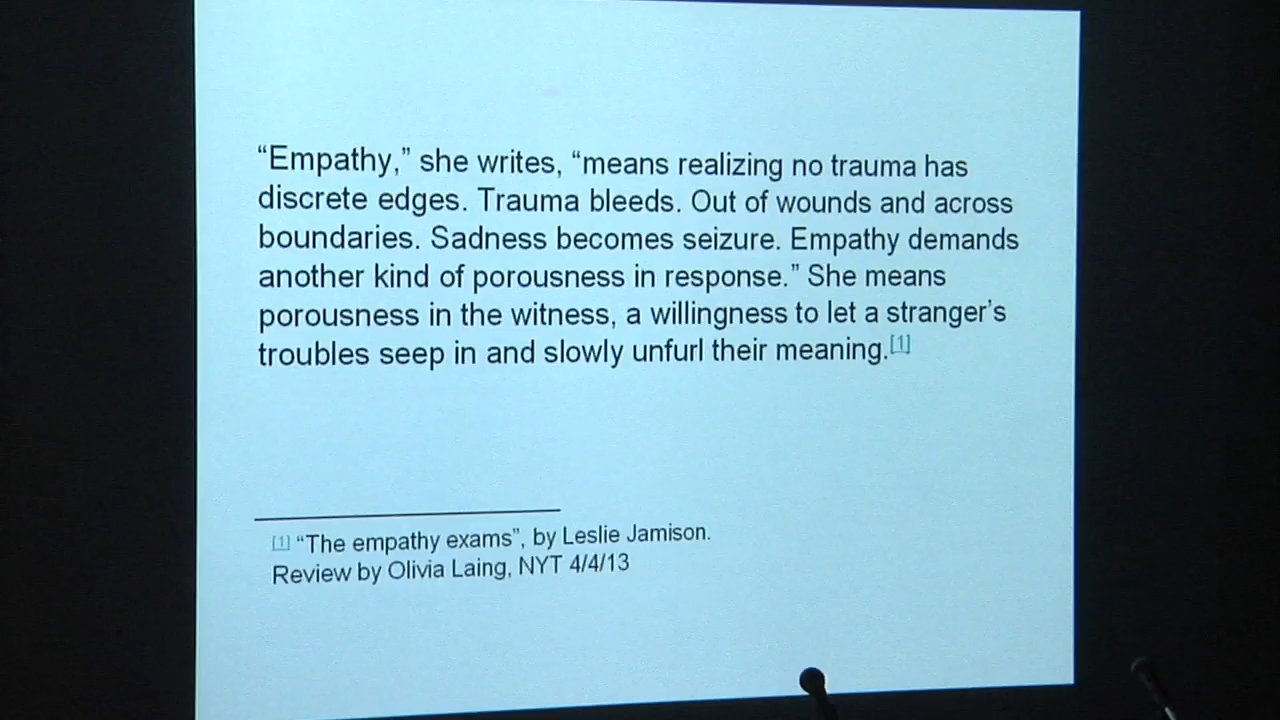 “Empathy,” she writes, “means realizing no trauma has
discrete edges. Trauma bleeds. Out of wounds and across
boundaries. Sadness becomes seizure. Empathy demands
another kind of porousness in response.” She means
porousness in the witness, a willingness to let a stranger’s
troubles seep in and slowly unfurl their meaning.[1]
[1] “The empathy exams”, by Leslie Jamison.
Review by Olivia Laing, NYT 4/4/13